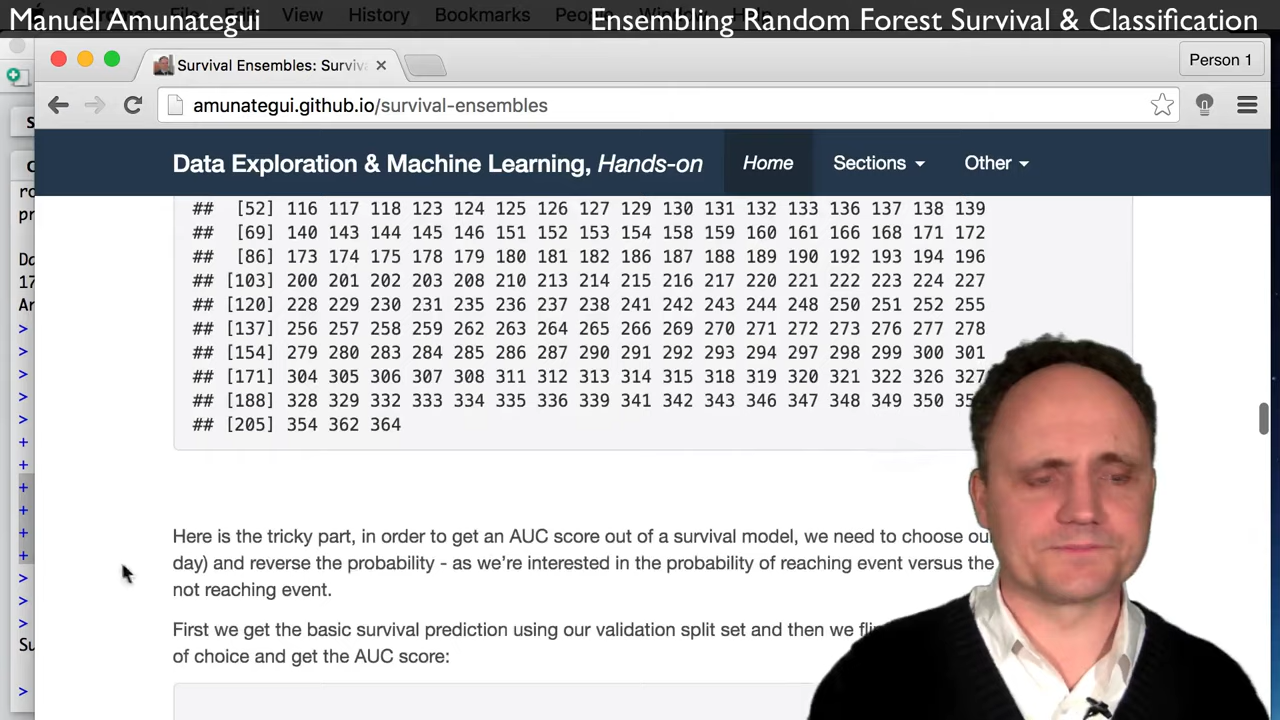 Manuel Amunategui
Ensembling Random Forest Survival & Classification
View History Bookmarks
Survival Ensembles: Surviv
Person 1
amunategui.github.io/survival-ensembles
Data Exploration & Machine Learning, Hands-on Home Sections Other
## [52] 116 117 118 123 124 125 126 127 129 130 131 132 133 136 137 138 139
## [69] 140 143 144 145 146 151 152 153 154 158 159 160 161 166 168 171 172
## [86] 173 174 175 178 179 180 181 182 186 187 188 189 190 192 193 194 196
## [103] 200 201 202 203 208 210 213 214 215 216 217 220 221 222 223 224 227
## [120] 228 229 230 231 235 236 237 238 241 242 243 244 248 250 251 252 255
## [137] 256 257 258 259 262 263 264 265 266 269 270 271 272 273 276 277 278
## [154] 279 280 283 284 285 286 287 290 291 292 293 294 297 298 299 300 301
## [171] 304 305 306 307 308 311 312 313 314 315 318 319 320 321 322 326 327
## [188] 328 329 332 333 334 335 336 339 341 342 343 346 347 348 349 350
## [205] 354 362 364
Here is the tricky part, in order to get an AUC score out of a survival model, we need to choose
day) and reverse the probability - as we're interested in the probability of reaching event versus the
not reaching event.
First we get the basic survival prediction using our validation split set and then we
of choice and get the AUC score: